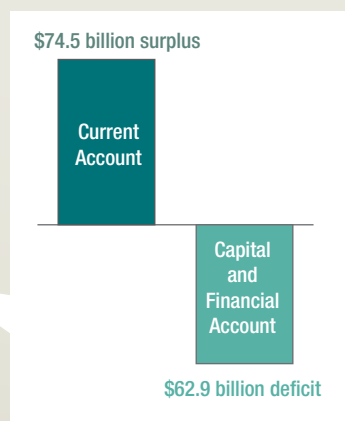 $74.5 billion surplus
Current
Account
Capital
and
Financial
Account
$62.9 billion deficit